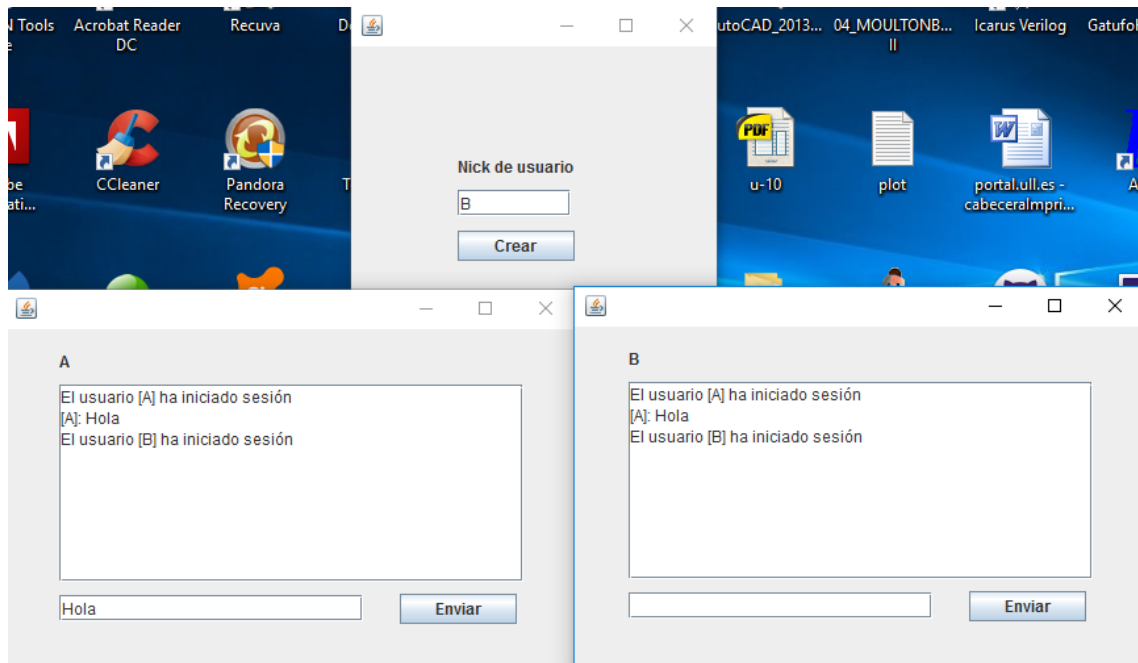 N Tools
Acrobat Reader
DC
Recuva
utoCAD_2013...
04_MOULTONB...
II
Icarus Verilog
Gatufo
CCleaner
Pandora
Recovery
PDF
u-10
plot
W
portal.ull.es -
cabeceraImpri...
be
ati...
Nick de usuario
B
Crear
A
El usuario [A] ha iniciado sesión
[A]: Hola
El usuario [B] ha iniciado sesión
Hola
Enviar
B
El usuario [A] ha iniciado sesión
[A]: Hola
El usuario [B] ha iniciado sesión
Enviar